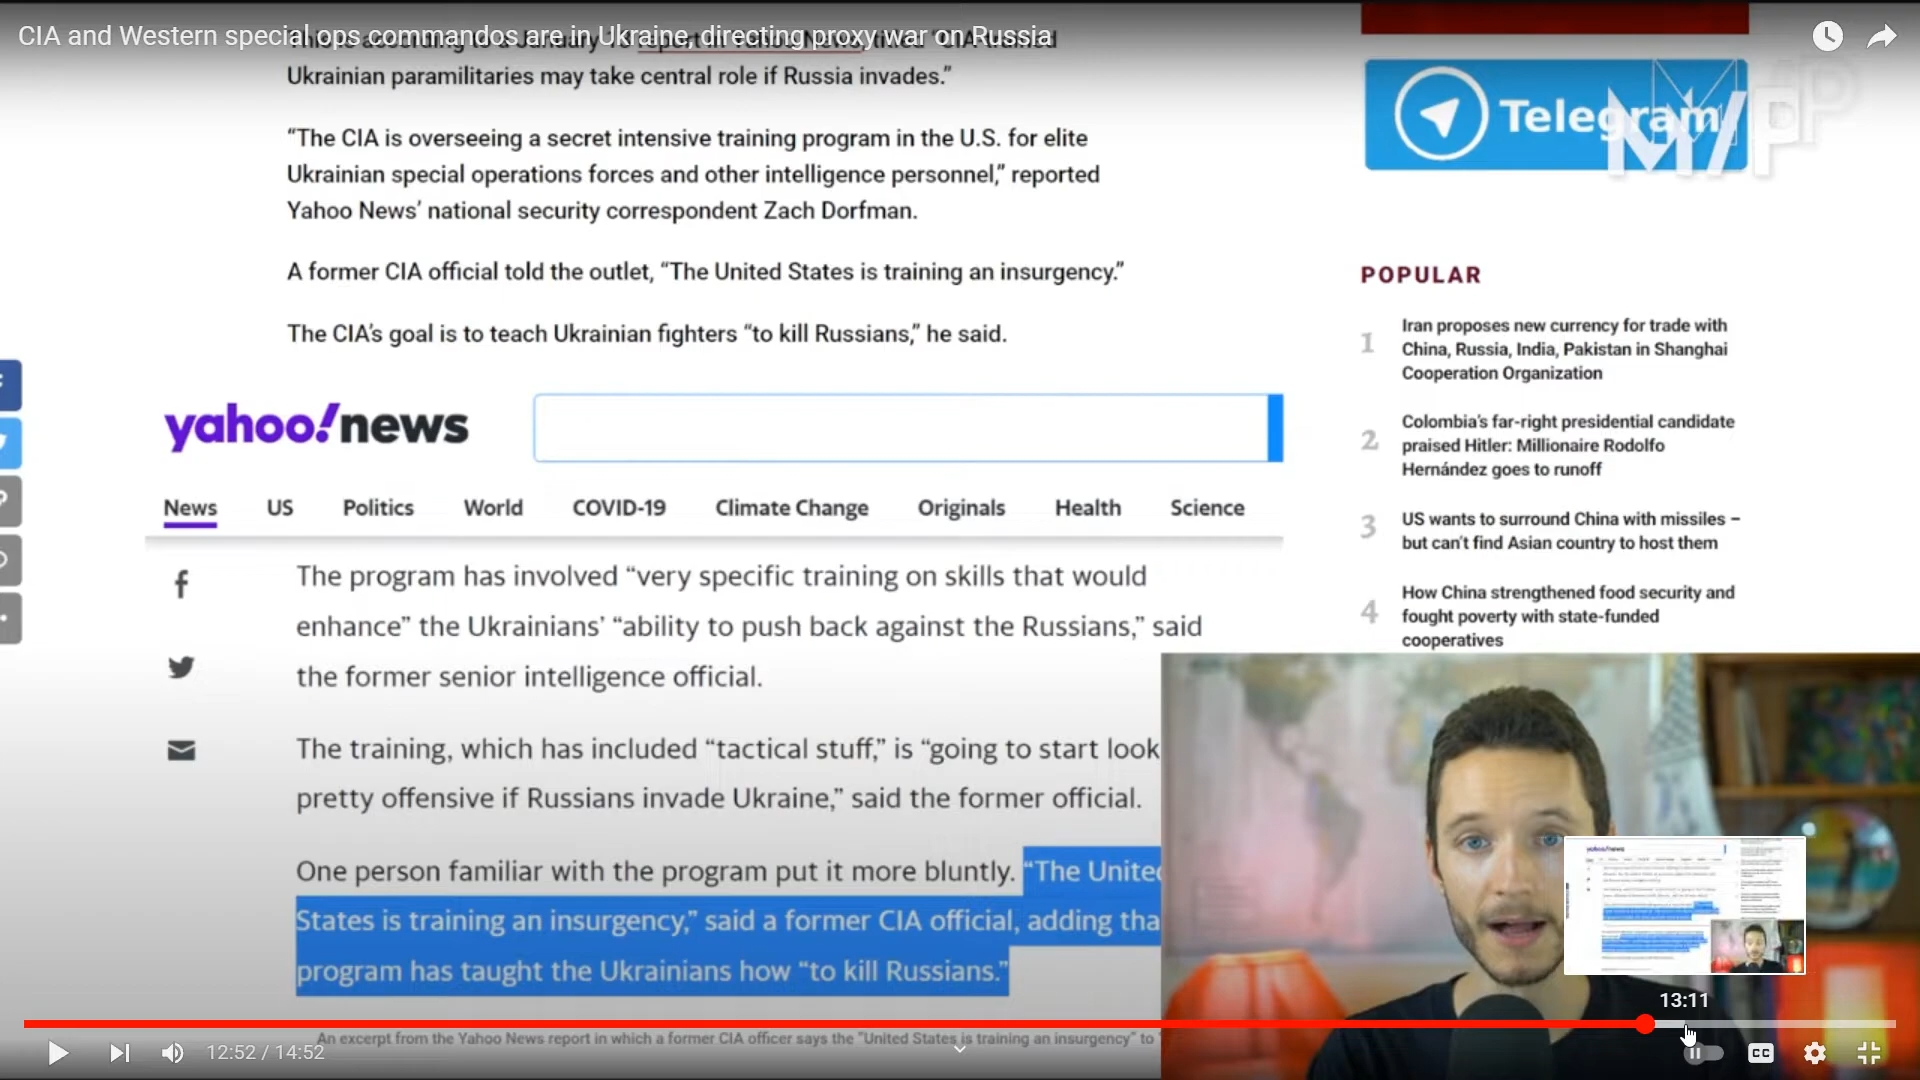 CIA and Western special ops commandos are in Ukraine, directing proxy war on Russia
Ukrainian paramilitaries may take central role if Russia invades.”
“The CIA is overseeing a secret intensive training program in the U.S. for elite
Ukrainian special operations forces and other intelligence personnel,” reported
Yahoo News’ national security correspondent Zach Dorfman.
A former CIA official told the outlet, “The United States is training an insurgency.”
The CIA’s goal is to teach Ukrainian fighters “to kill Russians,” he said.
Telegram
M/P
POPULAR
1
Iran proposes new currency for trade with
China, Russia, India, Pakistan in Shanghai
Cooperation Organization
2
Colombia’s far-right presidential candidate
praised Hitler: Millionaire Rodolfo
Hernández goes to runoff
3
US wants to surround China with missiles –
but can’t find Asian country to host them
4
How China strengthened food security and
fought poverty with state-funded
cooperatives
yahoo!news
News US Politics World COVID-19 Climate Change Originals Health Science
The program has involved “very specific training on skills that would
enhance” the Ukrainians’ “ability to push back against the Russians,” said
the former senior intelligence official.
The training, which has included “tactical stuff,” is “going to start look
pretty offensive if Russians invade Ukraine,” said the former official.
One person familiar with the program put it more bluntly. “The United
States is training an insurgency,” said a former CIA official, adding tha
program has taught the Ukrainians how “to kill Russians.”
An excerpt from the Yahoo News report in which a former CIA officer says the "United States is training an insurgency" to
13:11
12:52 / 14:52
CC